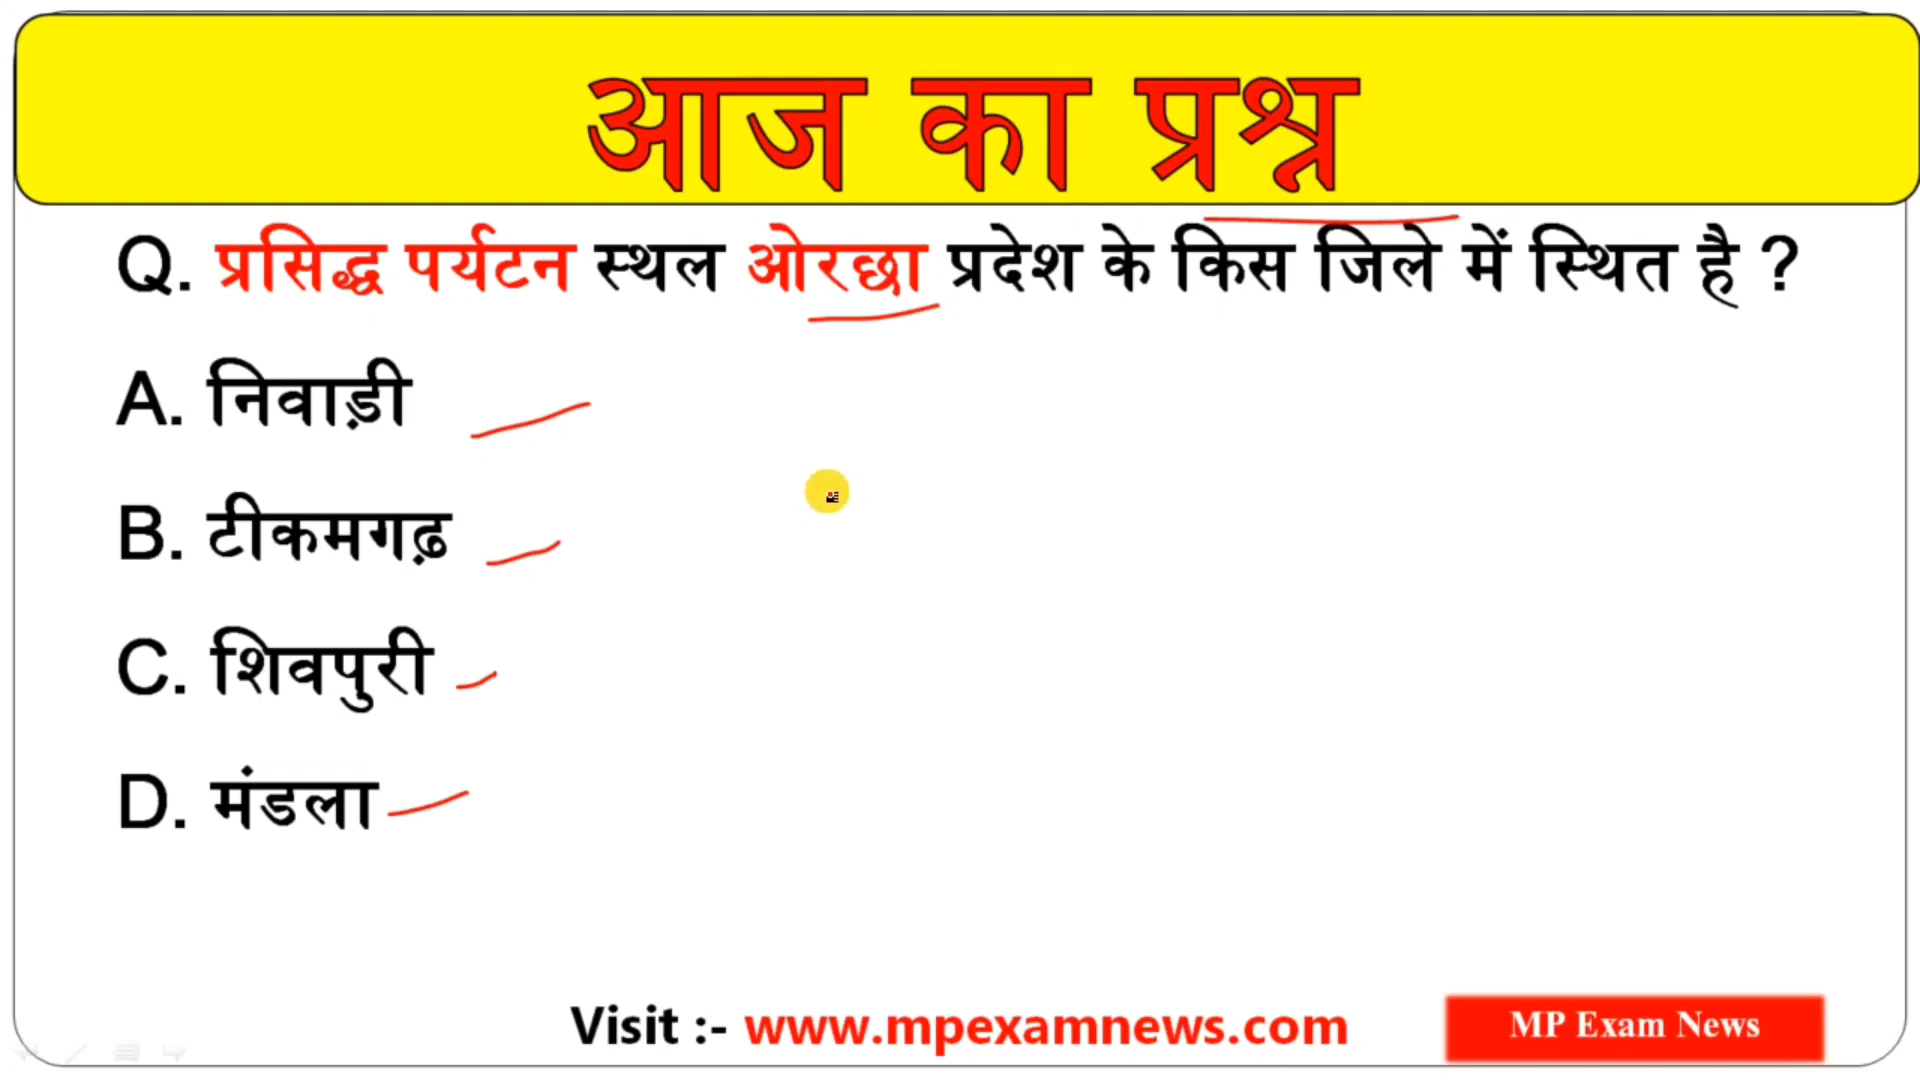 आज का प्रश्न
Q. प्रसिद्ध पर्यटन स्थल ओरछा प्रदेश के किस जिले में स्थित है ?
A. निवाड़ी
B. टीकमगढ़
C. शिवपुरी
D. मंडला
Visit :- www.mpexamnews.com
MP Exam News